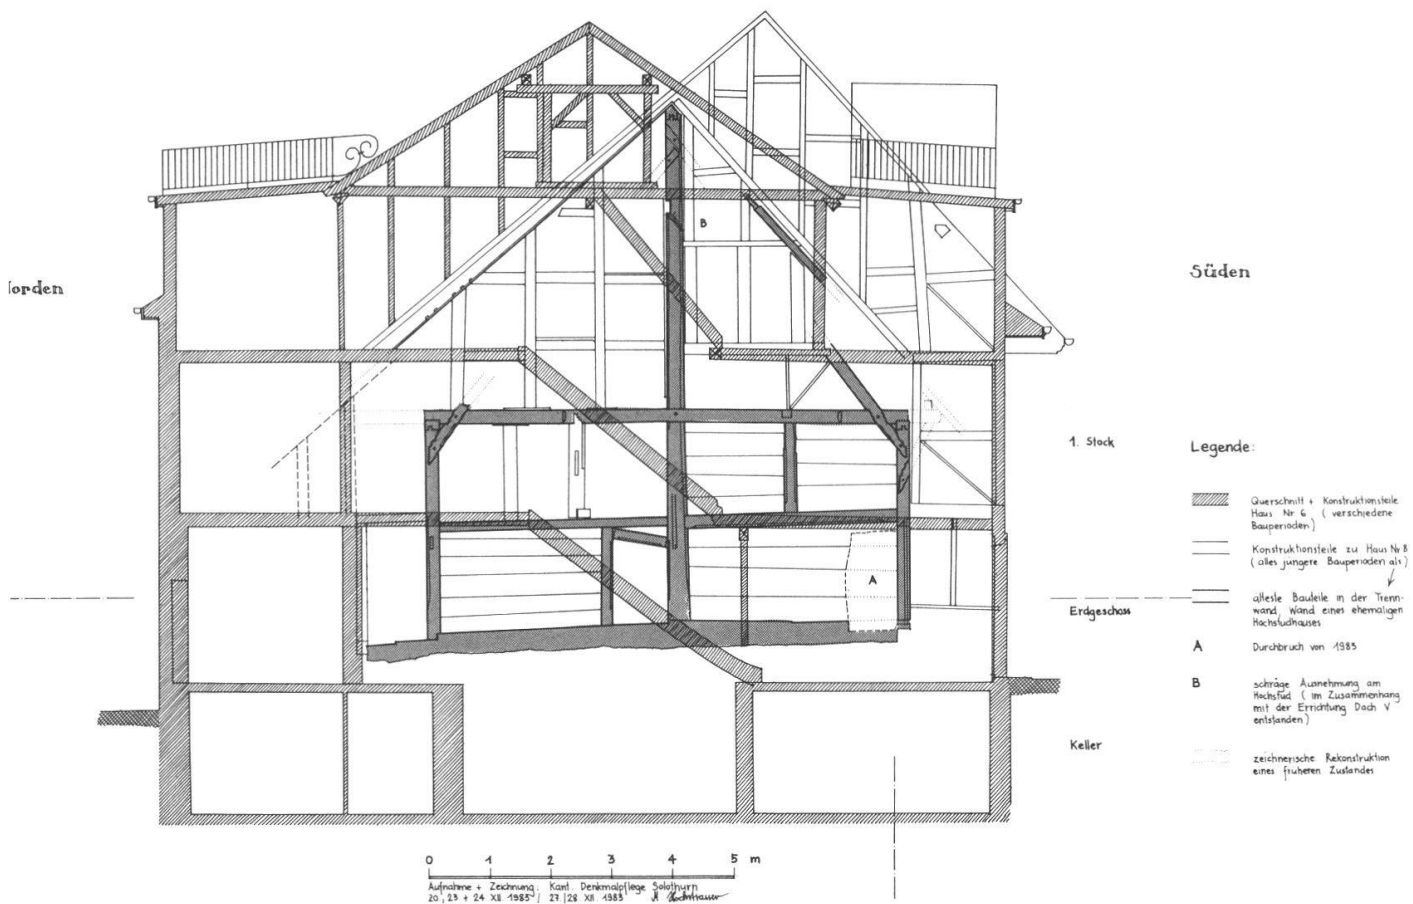 lorden
Süden
B
1. Stock
Legende:
Querschnitt + Konstruktionsteile
Haus Nr 6 ( verschiedene
Bauperioden)
Konstruktionsteile zu Haus Nr 8
( alles jüngere Bauperioden als )
älteste Bauteile in der Trenn-
wand, Wand eines ehemaligen
Hochstudhauses
A
Erdgeschoss
A Durchbruch von 1985
B schräge Ausnehmung am
Hochstud ( im Zusammenhang
mit der Errichtung Dach V
entstanden)
Keller
zeichnerische Rekonstruktion
eines früheren Zustandes
0 1 2 3 4 5 m
Aufnahme + Zeichnung: Kant. Denkmalpflege Solothurn
20, 23 + 24. XII. 1985 / 27./28. XII. 1985